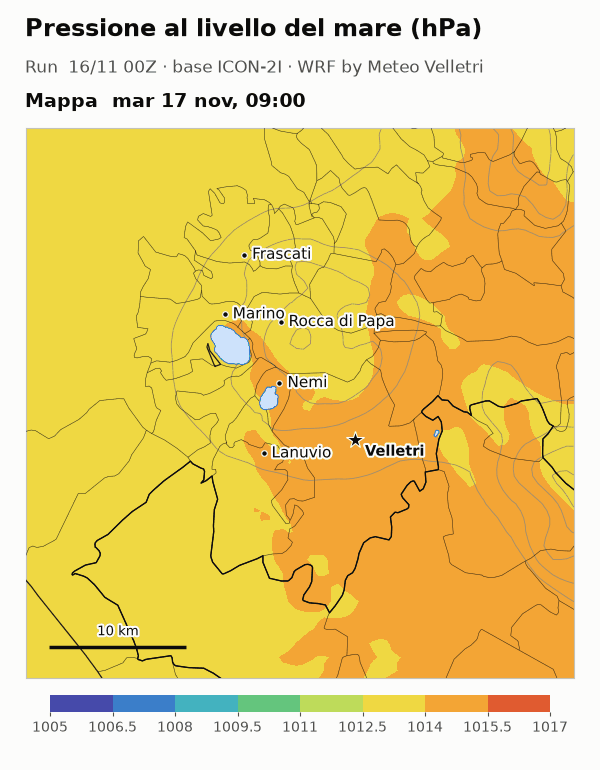 Pressione al livello del mare (hPa)
Run  16/11 00Z · base ICON-2I · WRF by Meteo Velletri
Mappa  mar 17 nov, 09:00
Frascati
Marino
Rocca di Papa
Nemi
Velletri
Lanuvio
10 km
1005 1006.5 1008 1009.5 1011 1012.5 1014 1015.5 1017